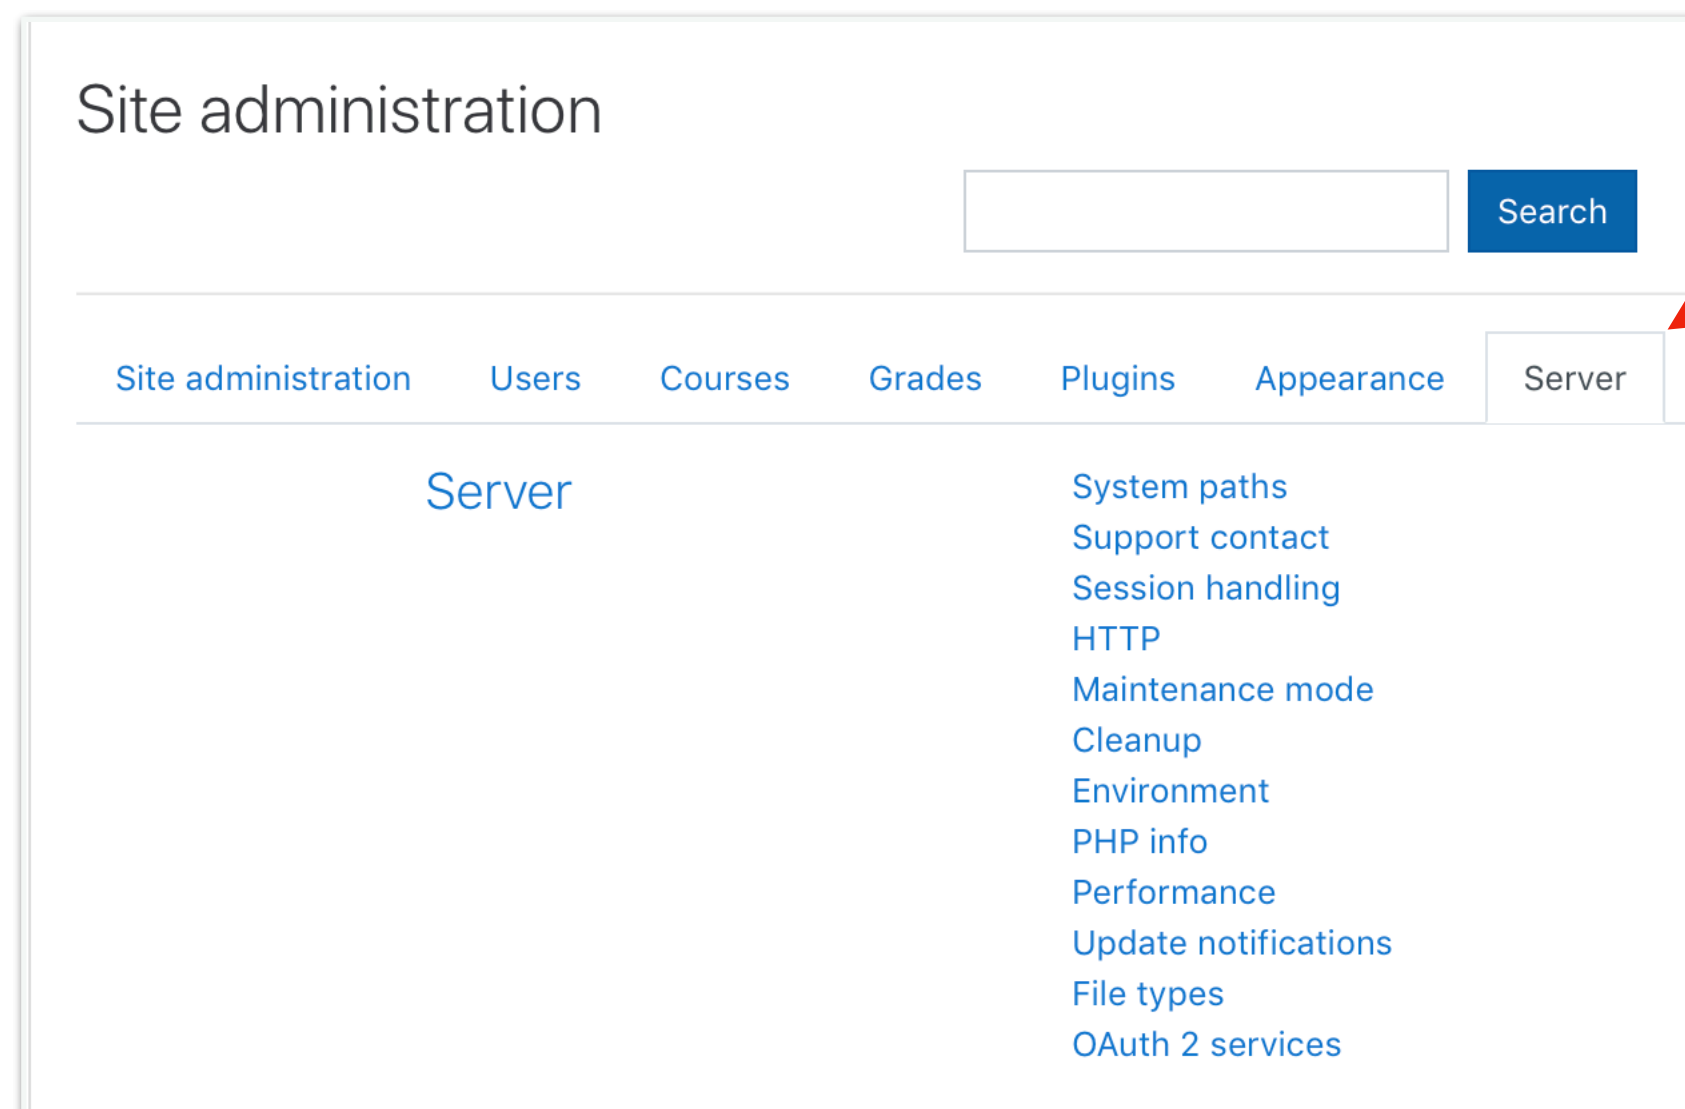 Site administration
Search
Site administration Users Courses Grades Plugins Appearance Server
Server
System paths
Support contact
Session handling
HTTP
Maintenance mode
Cleanup
Environment
PHP info
Performance
Update notifications
File types
OAuth 2 services